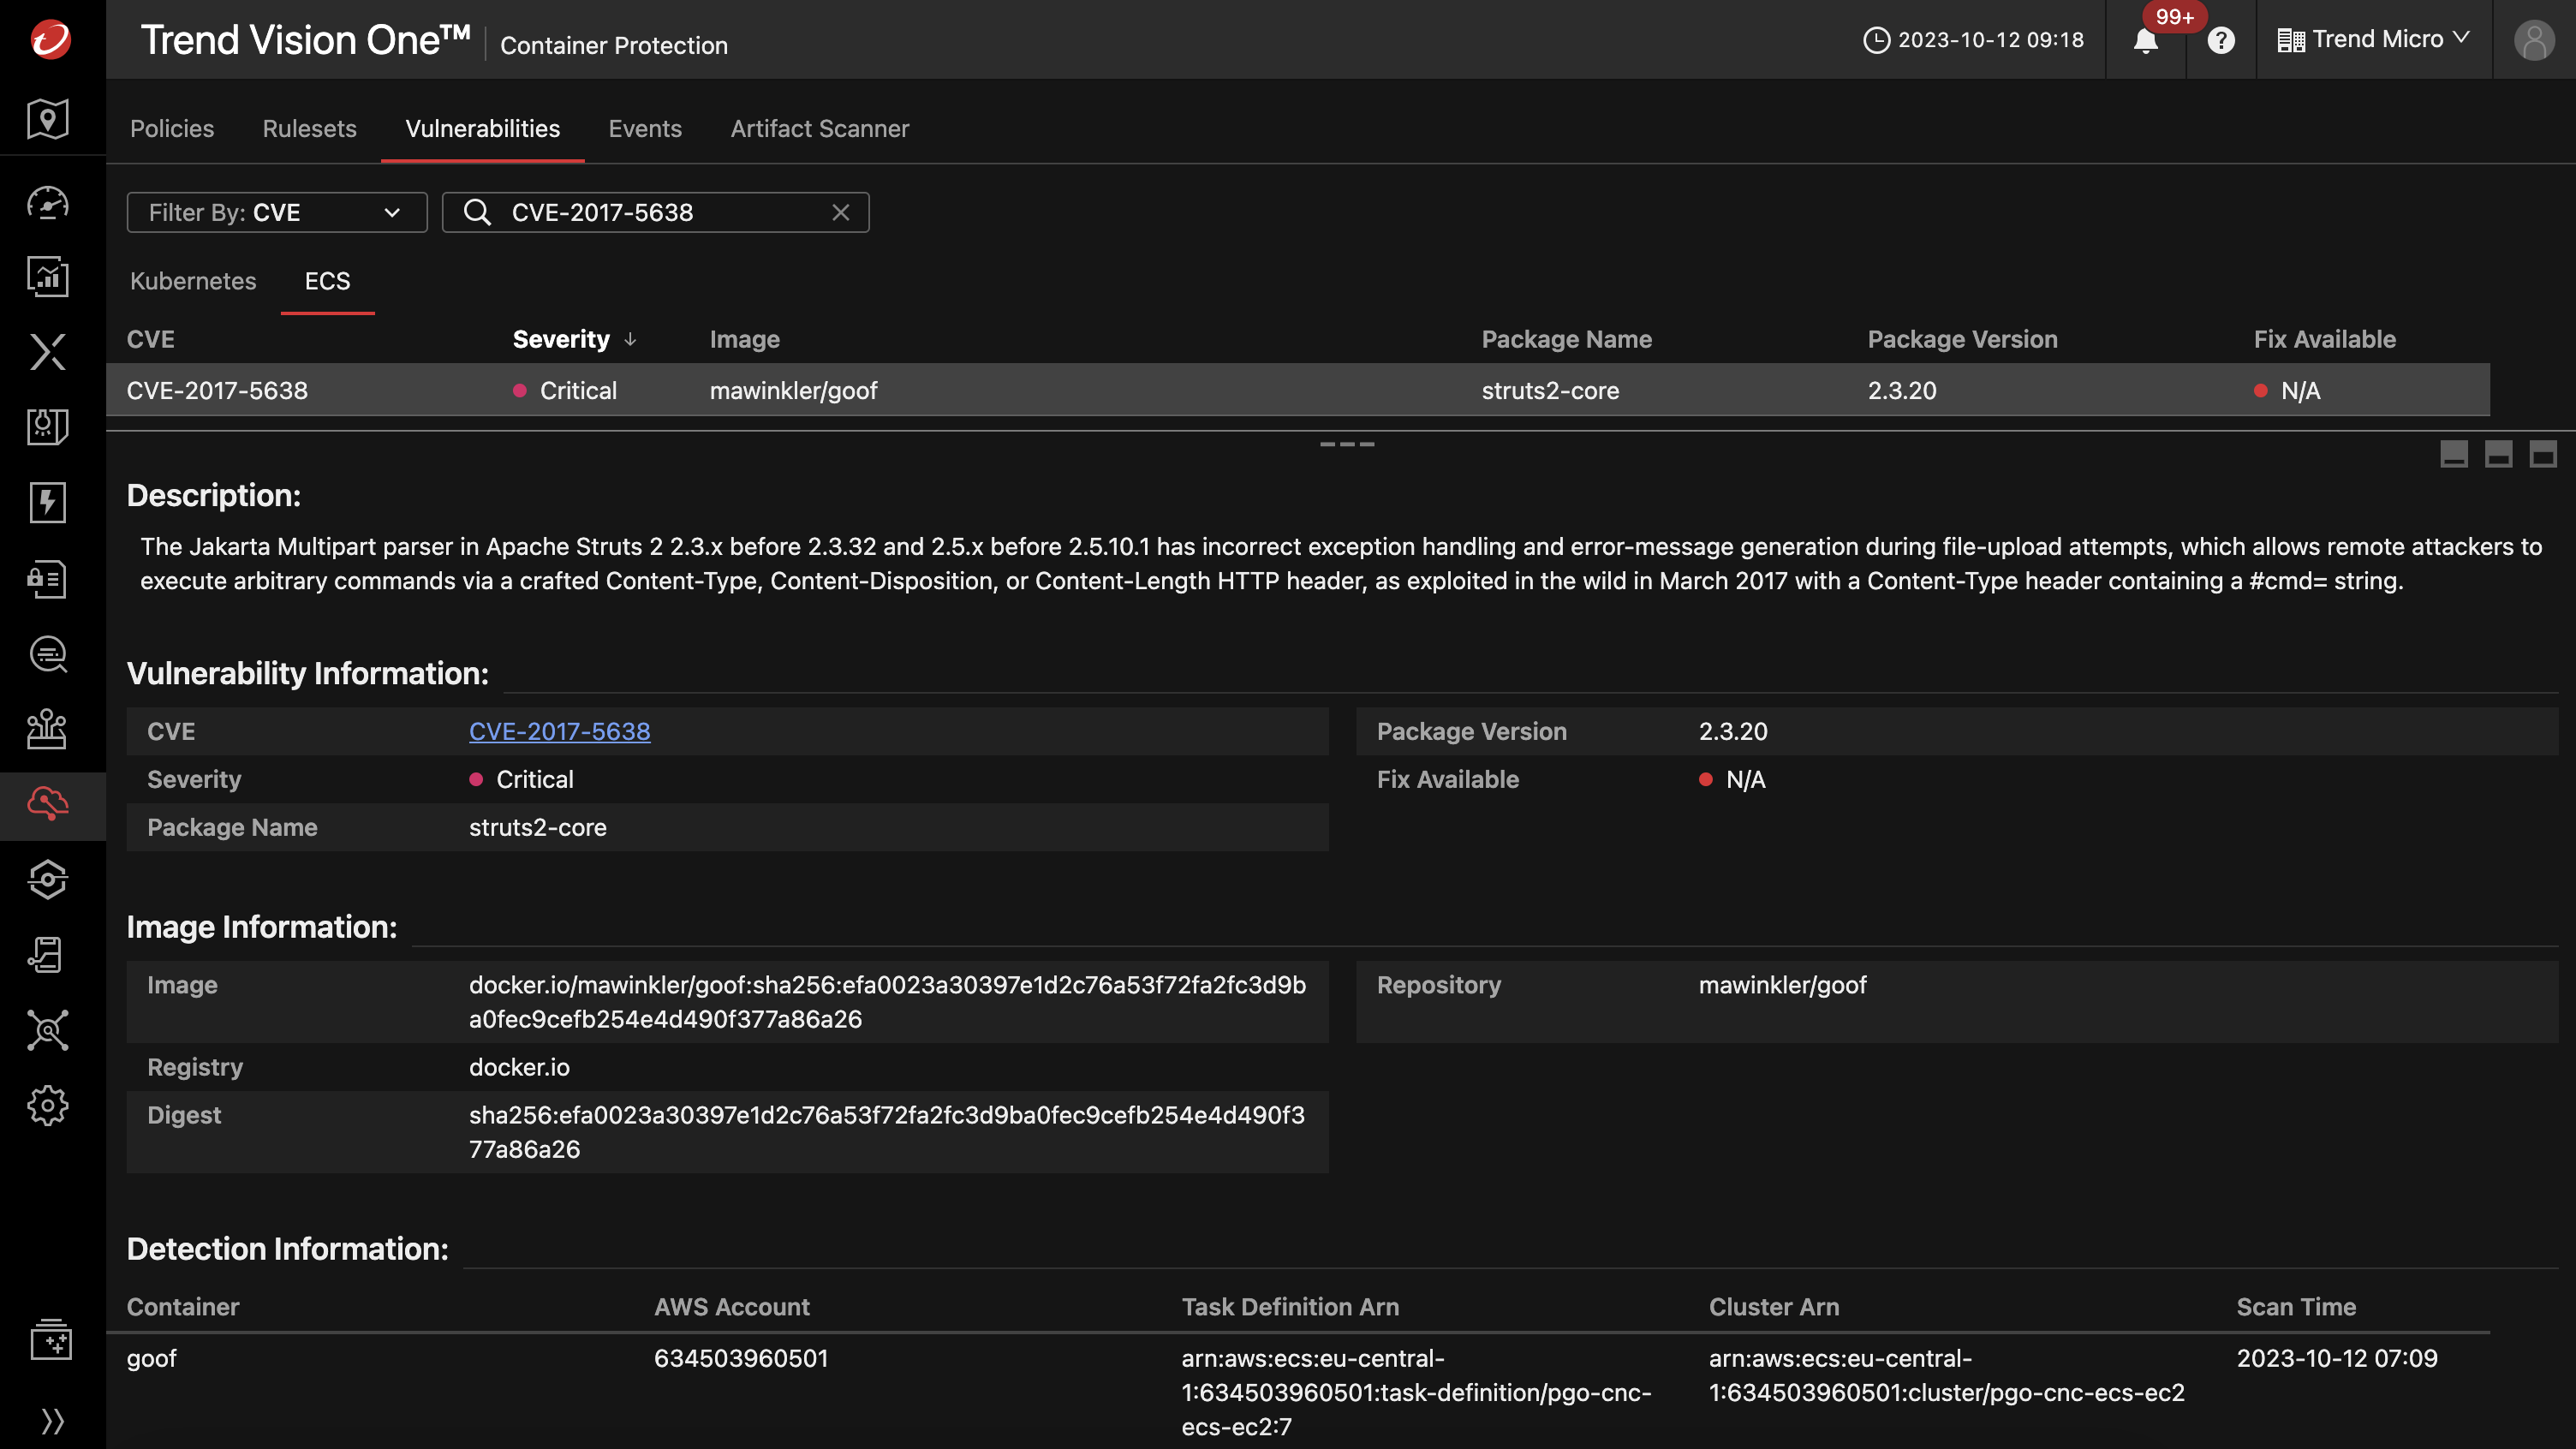 Trend Vision One™ Container Protection
2023-10-12 09:18
99+
?
Trend Micro
Policies Rulesets Vulnerabilities Events Artifact Scanner
Filter By: CVE
CVE-2017-5638
Kubernetes ECS
CVE Severity Image Package Name Package Version Fix Available
CVE-2017-5638 Critical mawinkler/goof struts2-core 2.3.20 N/A
Description:
The Jakarta Multipart parser in Apache Struts 2 2.3.x before 2.3.32 and 2.5.x before 2.5.10.1 has incorrect exception handling and error-message generation during file-upload attempts, which allows remote attackers to
execute arbitrary commands via a crafted Content-Type, Content-Disposition, or Content-Length HTTP header, as exploited in the wild in March 2017 with a Content-Type header containing a #cmd= string.
Vulnerability Information:
CVE CVE-2017-5638
Package Version 2.3.20
Severity Critical
Fix Available N/A
Package Name struts2-core
Image Information:
Image docker.io/mawinkler/goof:sha256:efa0023a30397e1d2c76a53f72fa2fc3d9b
a0fec9cefb254e4d490f377a86a26
Repository mawinkler/goof
Registry docker.io
Digest sha256:efa0023a30397e1d2c76a53f72fa2fc3d9ba0fec9cefb254e4d490f3
77a86a26
Detection Information:
Container AWS Account Task Definition Arn Cluster Arn Scan Time
goof 634503960501 arn:aws:ecs:eu-central- arn:aws:ecs:eu-central- 2023-10-12 07:09
1:634503960501:task-definition/pgo-cnc- 1:634503960501:cluster/pgo-cnc-ecs-ec2
ecs-ec2:7